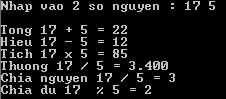 Nhap vao 2 so nguyen : 17 5
Tong 17 + 5 = 22
Hieu 17 - 5 = 12
Tich 17 x 5 = 85
Thuong 17 / 5 = 3.400
Chia nguyen 17 / 5 = 3
Chia du 17 % 5 = 2